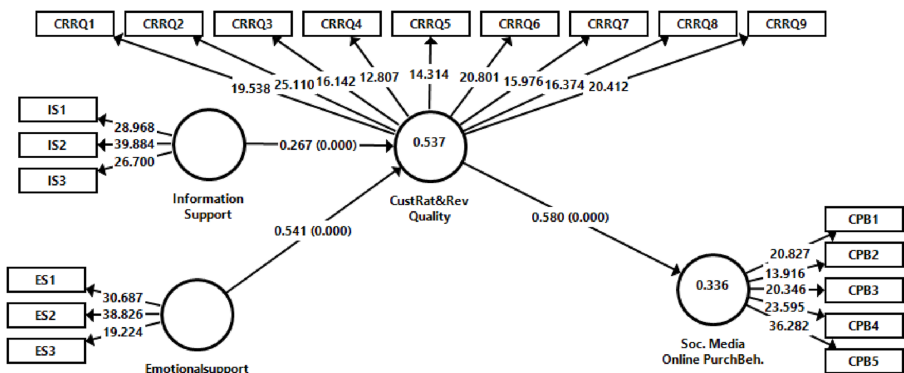 CRRQ1 CRRQ2 CRRQ3 CRRQ4 CRRQ5 CRRQ6 CRRQ7 CRRQ8 CRRQ9
19.538 25.110 16.142 12.807 14.314 20.801 15.976 16.374 20.412
IS1
28.968
IS2
39.884
26.700
IS3
0.267 (0.000)
0.537
Information
Support
CustRat&Rev
Quality
0.541 (0.000)
0.580 (0.000)
ES1
30.687
ES2
38.826
19.224
ES3
Emotionalsupport
0.336
Soc. Media
Online PurchBeh.
CPB1
20.827
CPB2
13.916
20.346
CPB3
23.595
CPB4
36.282
CPB5